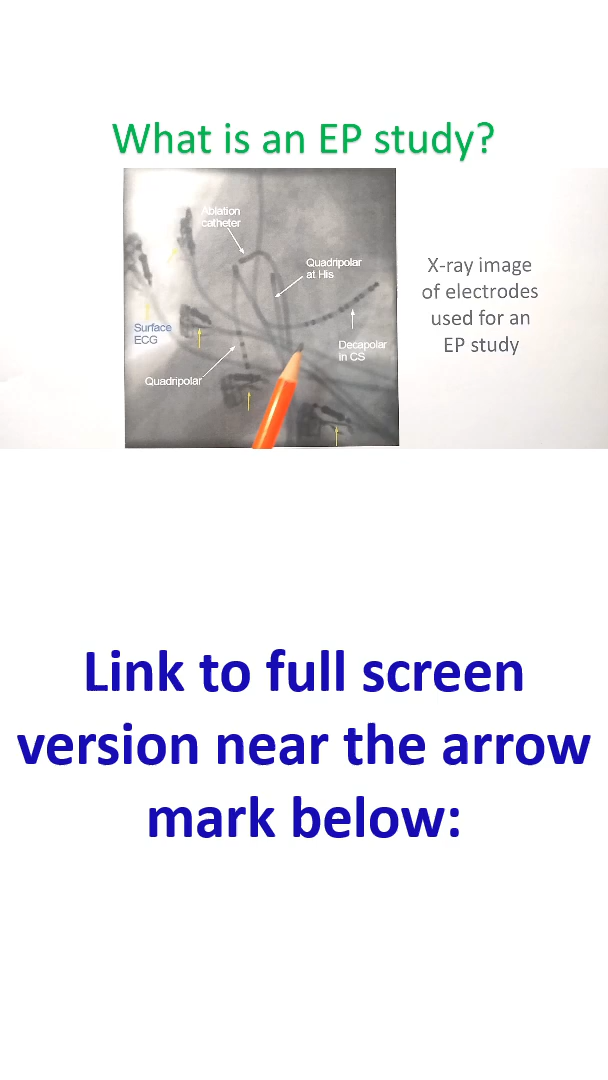 What is an EP study?
Ablation
catheter
Quadripolar
at His
Surface
ECG
Decapolar
in CS
Quadripolar
X-ray image
of electrodes
used for an
EP study
Link to full screen
version near the arrow
mark below: